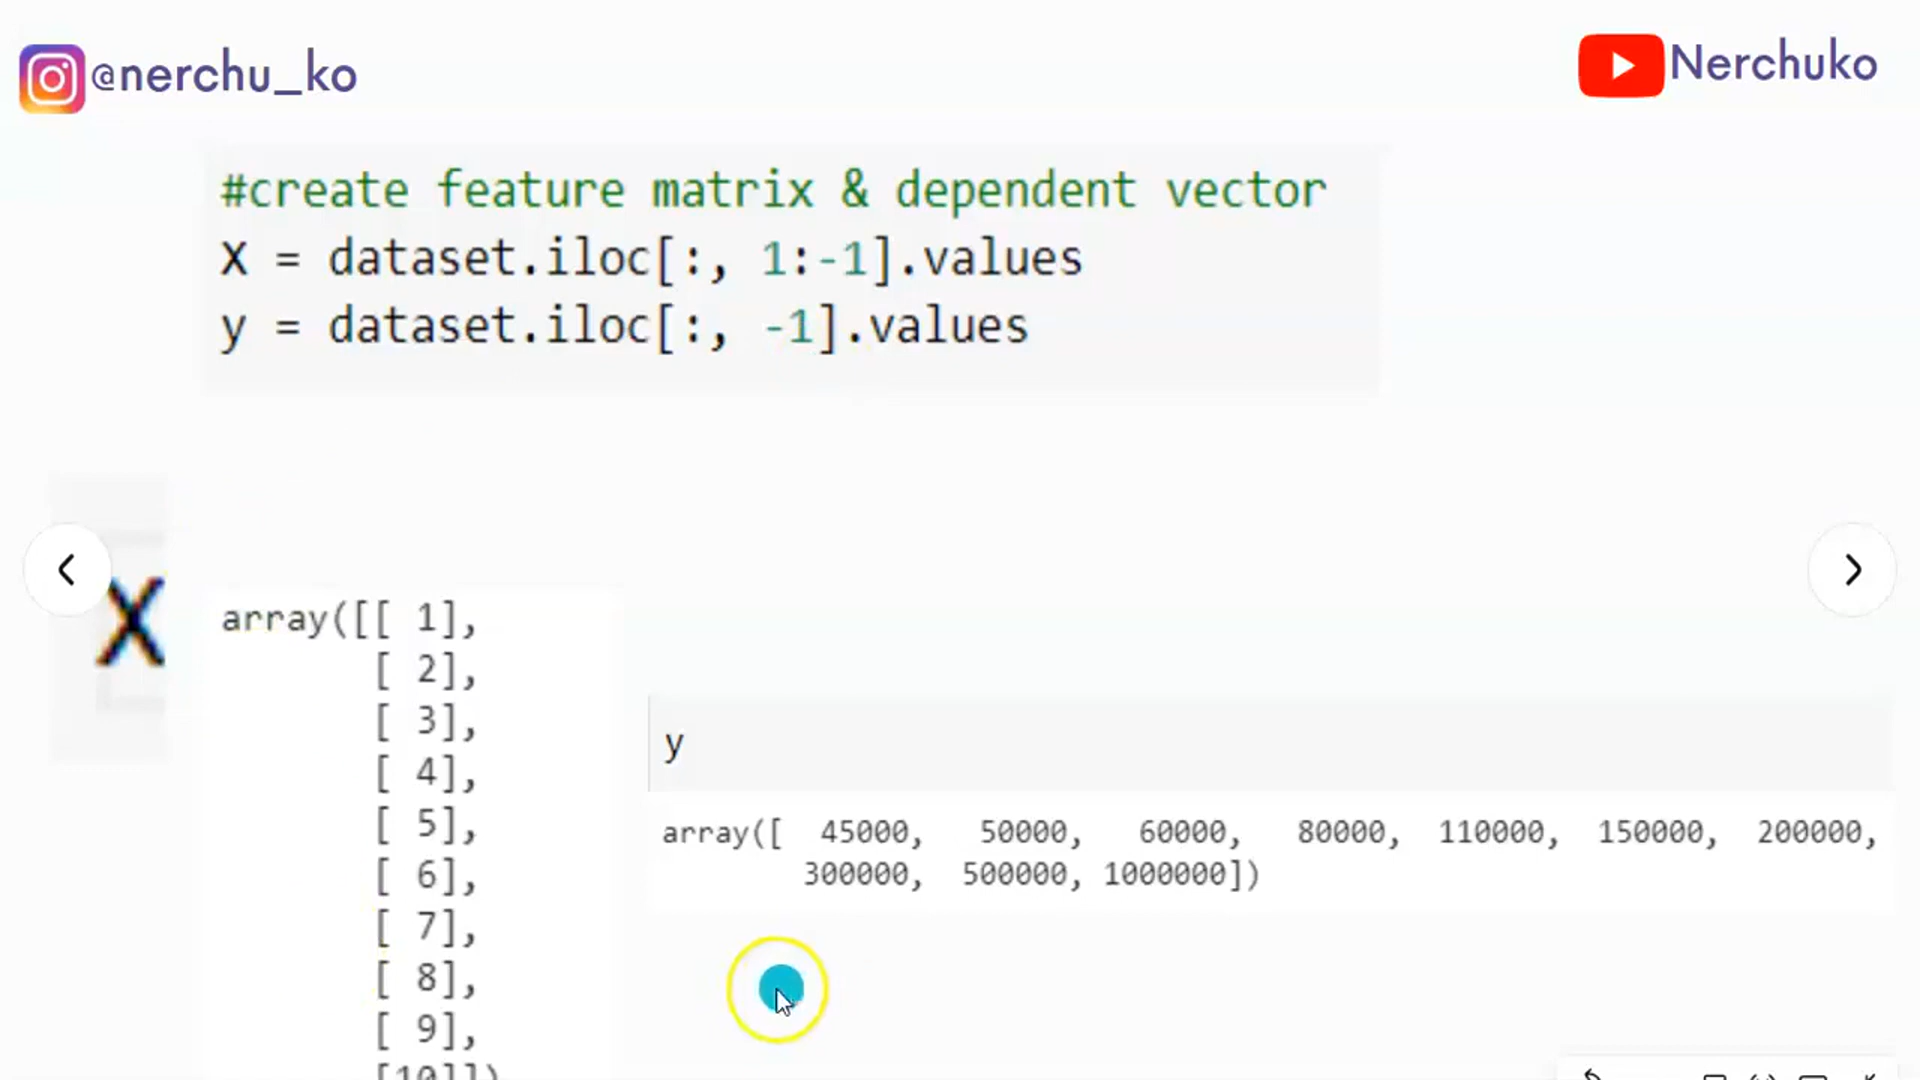 @nerchu_ko
Nerchuko
#create feature matrix & dependent vector
X = dataset.iloc[:, 1:-1].values
y = dataset.iloc[:, -1].values
X
array([[ 1],
[ 2],
[ 3],
[ 4],
[ 5],
[ 6],
[ 7],
[ 8],
[ 9],
[10]])
y
array([ 45000, 50000, 60000, 80000, 110000, 150000, 200000,
300000, 500000, 1000000])